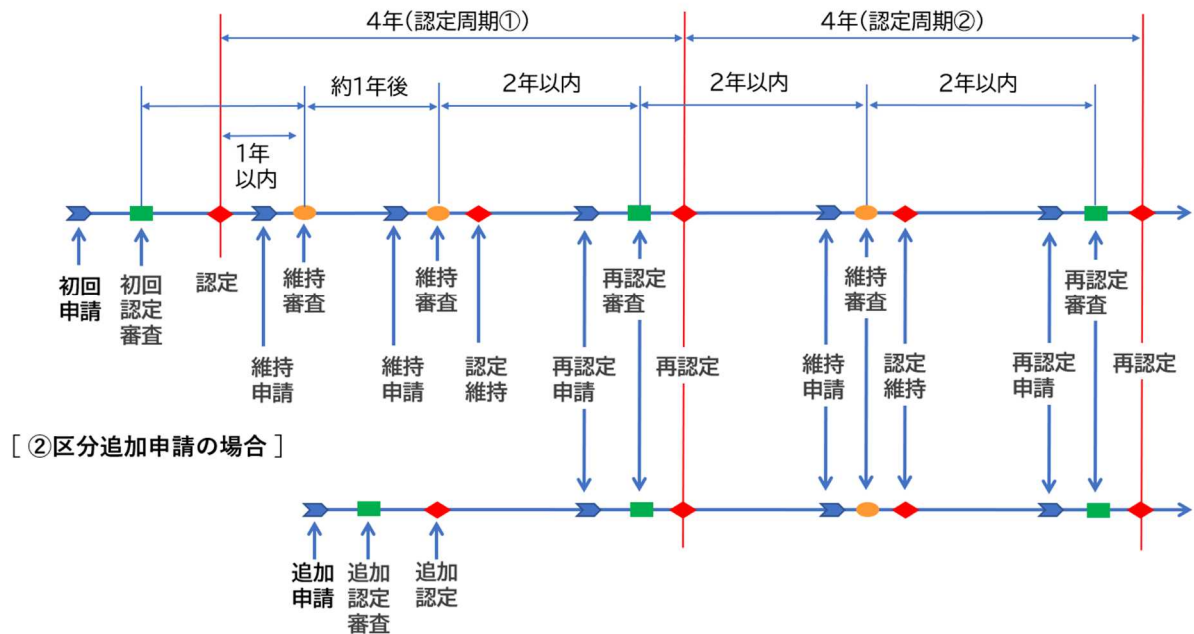 4年(認定周期①)
4年(認定周期②)
約1年後
2年以内
2年以内
2年以内
1年
以内
初回
申請
初回
認定
審査
認定
維持
審査
維持
審査
再認定
審査
維持
審査
再認定
審査
維持
申請
維持
申請
認定
維持
再認定
申請
再認定
維持
申請
認定
維持
再認定
申請
再認定
[ ②区分追加申請の場合 ]
追加
申請
追加
認定
審査
追加
認定